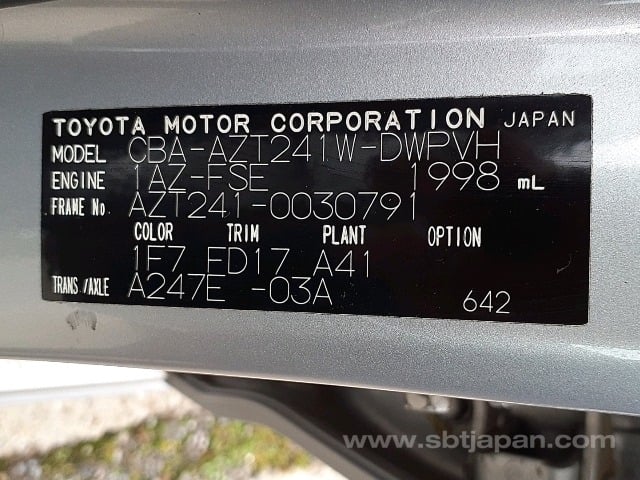 TOYOTA MOTOR CORPORATION JAPAN
MODEL CBA-AZT241W-DWPVH
ENGINE 1AZ-FSE 1998 mL
FRAME No AZT241-0030791
COLOR TRIM PLANT OPTION
1F7 FD17 A41
TRANS/AXLE A247E -03A 642
www.sbtjapan.com